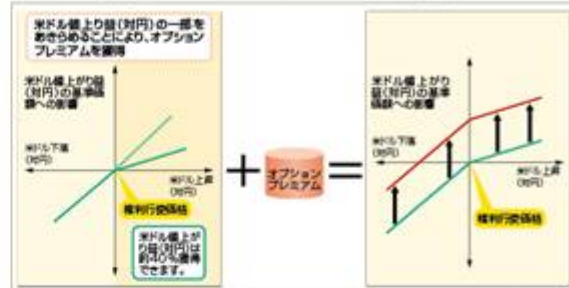 米ドル値上り益(対円)の一部を
あきらめることにより、オプション
プレミアムを獲得
米ドル値上がり益
(対円)の基準価
額への影響
米ドル下落
(対円)
米ドル上昇
(対円)
権利行使価格
米ドル値上が
り益(対円)は
約40%獲得
できます。
+
オプション
プレミアム
=
米ドル値上がり
益(対円)の基準
価額への影響
米ドル下落
(対円)
米ドル上昇
(対円)
権利行使価格